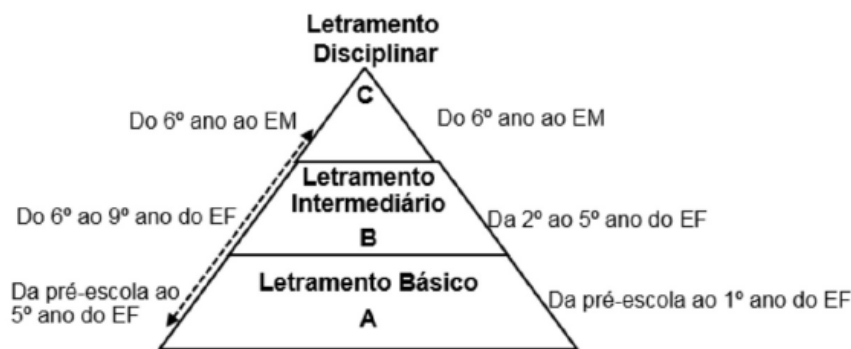 Letramento
Disciplinar
C
Do 6º ano ao EM
Do 6º ano ao EM
Letramento
Intermediário
B
Do 6º ao 9º ano do EF
Da 2º ao 5º ano do EF
Letramento Básico
A
Da pré-escola ao
5º ano do EF
Da pré-escola ao 1º ano do EF